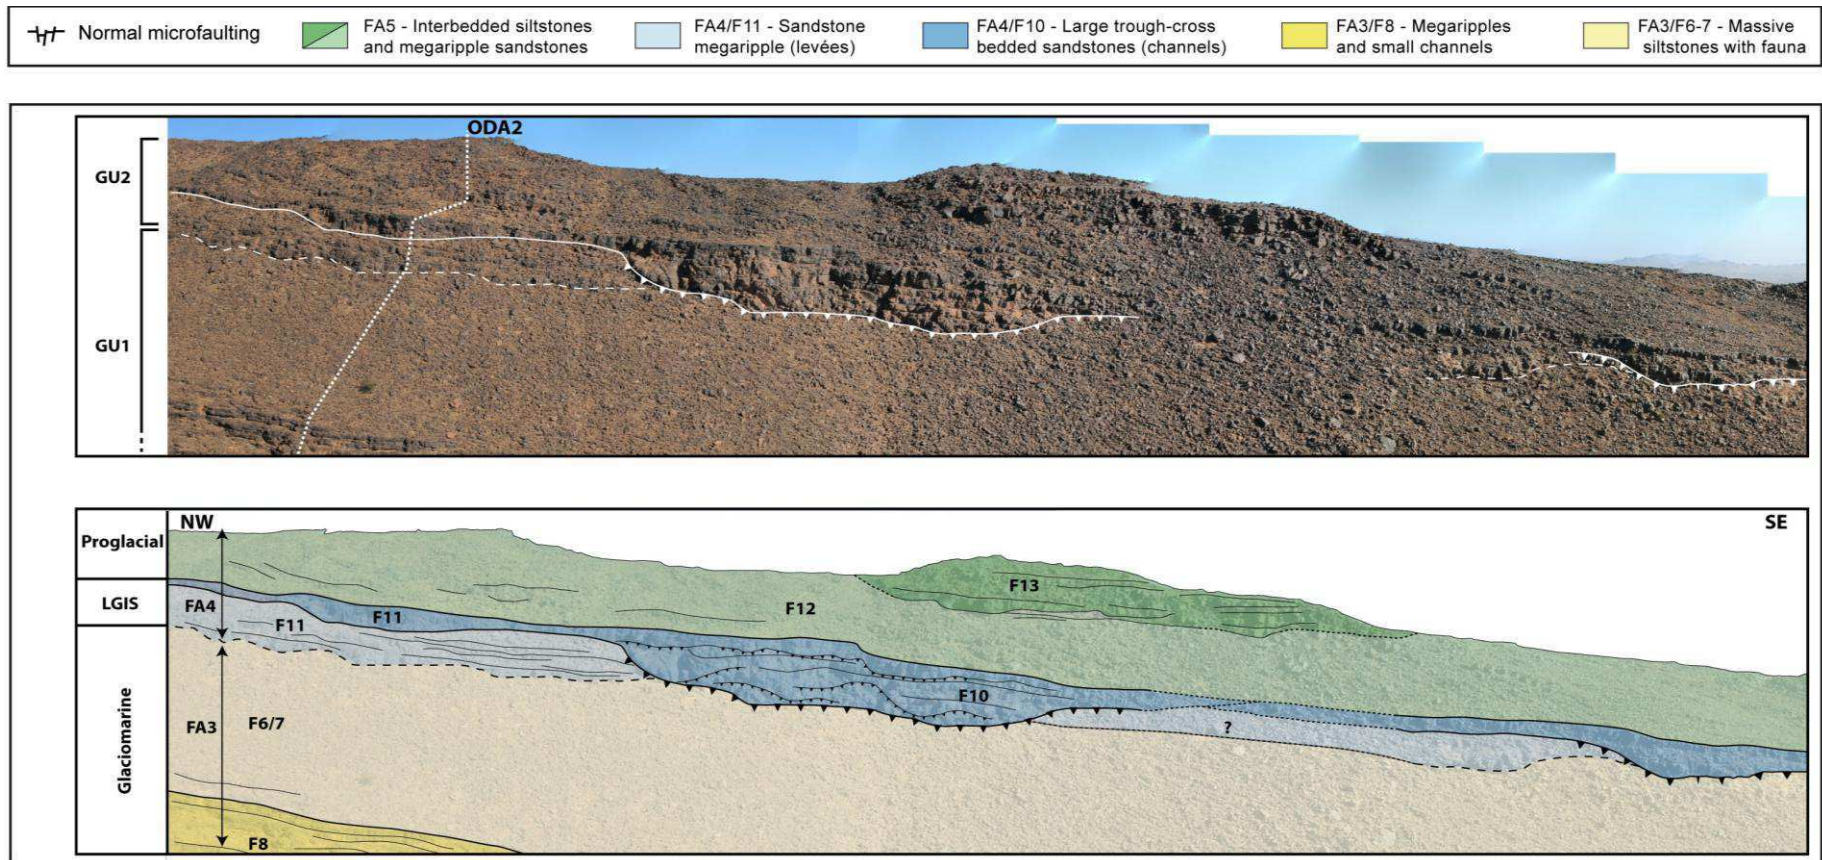 Normal microfaulting
FA5 - Interbedded siltstones
and megaripple sandstones
FA4/F11 - Sandstone
megaripple (levées)
FA4/F10 - Large trough-cross
bedded sandstones (channels)
FA3/F8 - Megaripples
and small channels
FA3/F6-7 - Massive
siltstones with fauna
ODA2
GU2
GU1
NW
SE
Proglacial
LGIS
Glaciomarine
FA4
FA3
F11
F11
F12
F13
F10
?
F6/7
F8